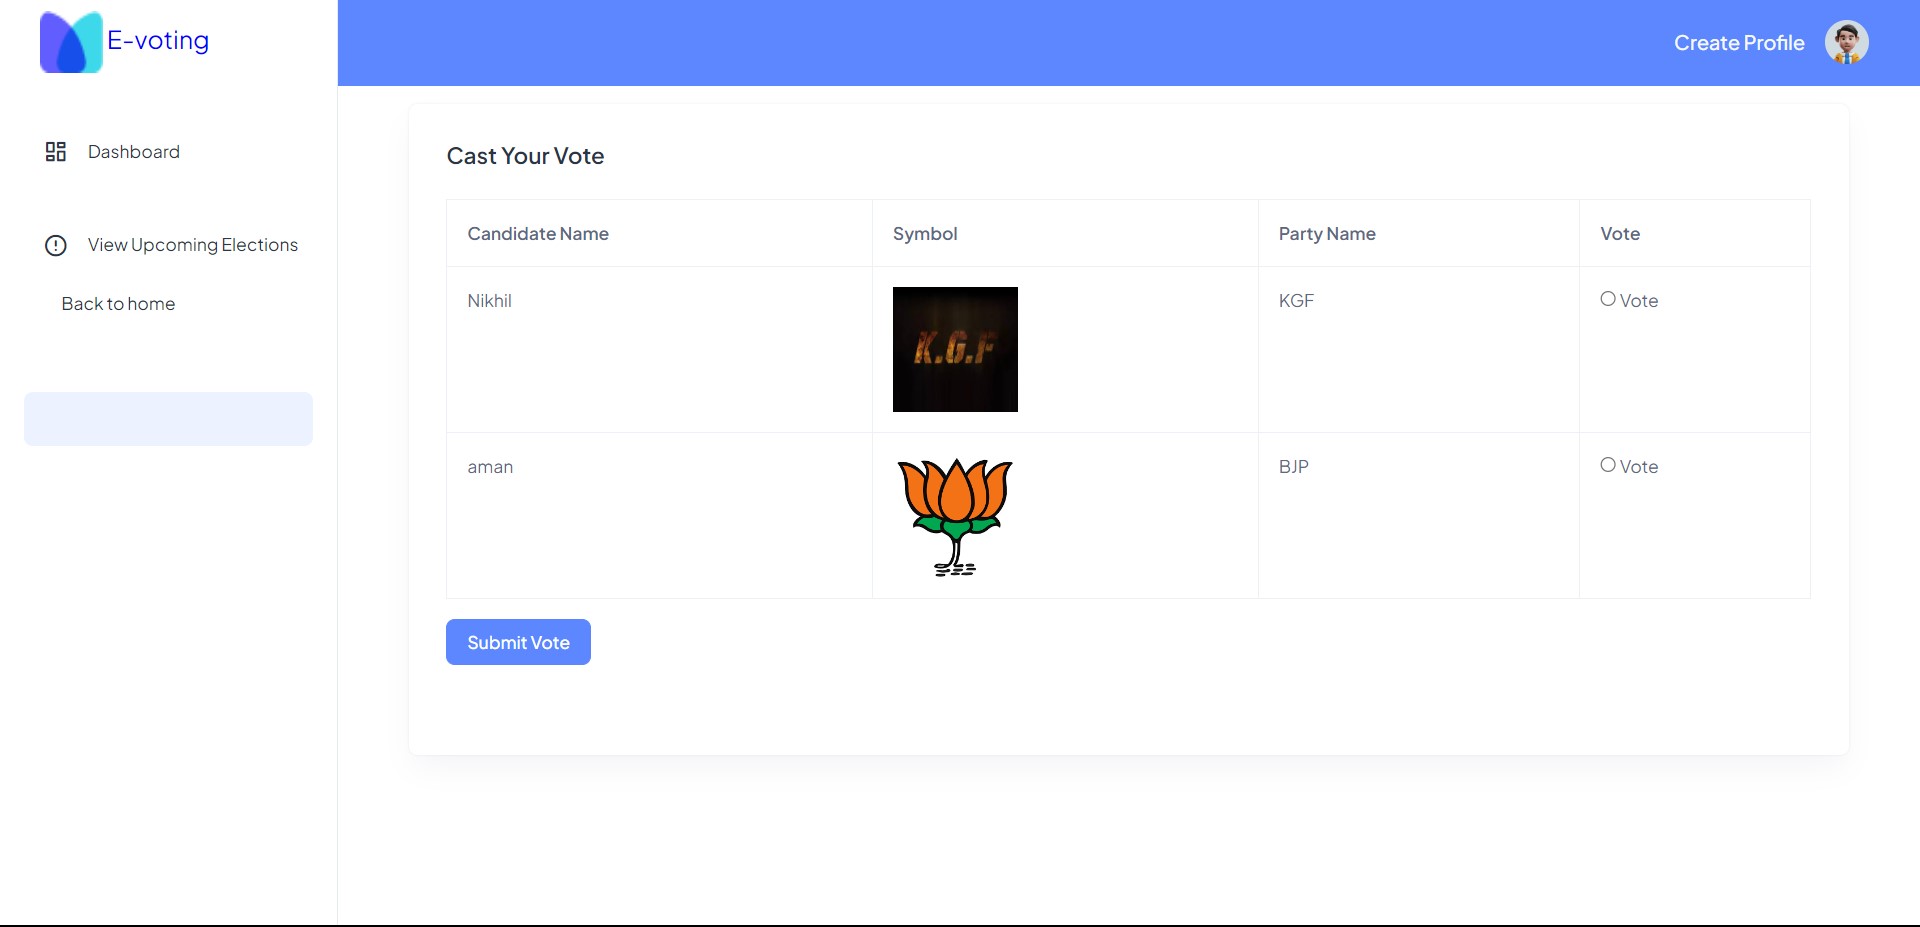 E-voting
Create Profile
Dashboard
View Upcoming Elections
Back to home
Cast Your Vote
Candidate Name Symbol Party Name Vote
Nikhil K.G.F KGF Vote
aman BJP Vote
Submit Vote